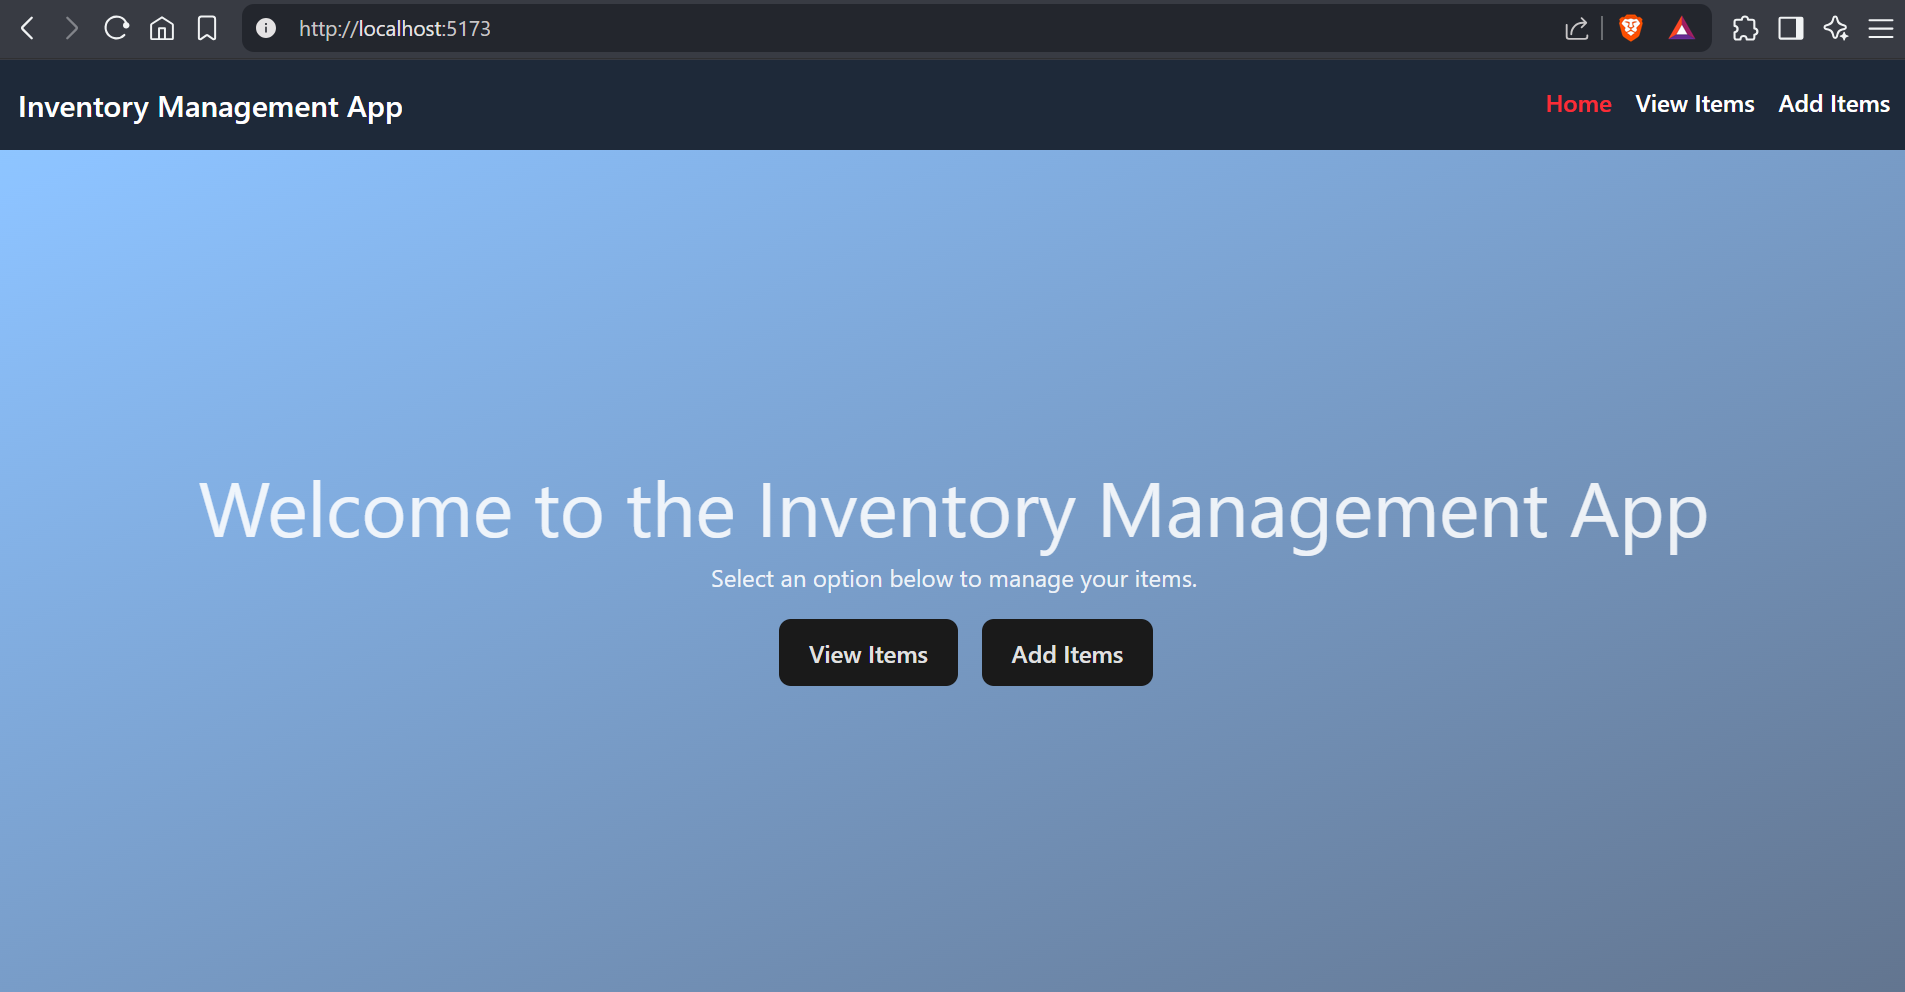 http://localhost:5173
Inventory Management App
Home View Items Add Items
Welcome to the Inventory Management App
Select an option below to manage your items.
View Items Add Items